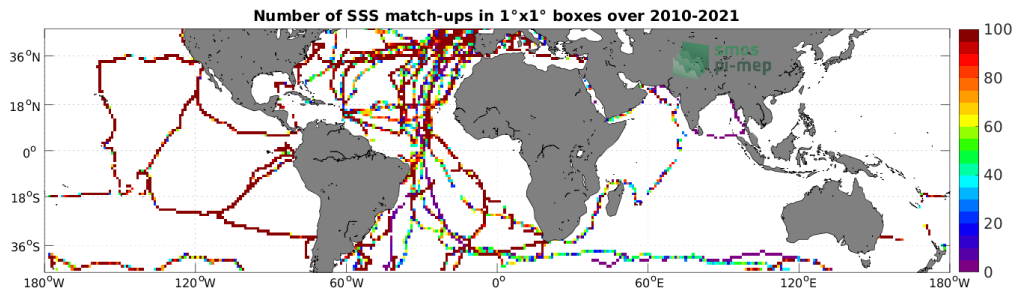 Number of SSS match-ups in 1°x1° boxes over 2010-2021
smos
pi-mep
36°N
18°N
0°
18°S
36°S
180°W
120°W
60°W
0°
60°E
120°E
180°W
100
80
60
40
20
0